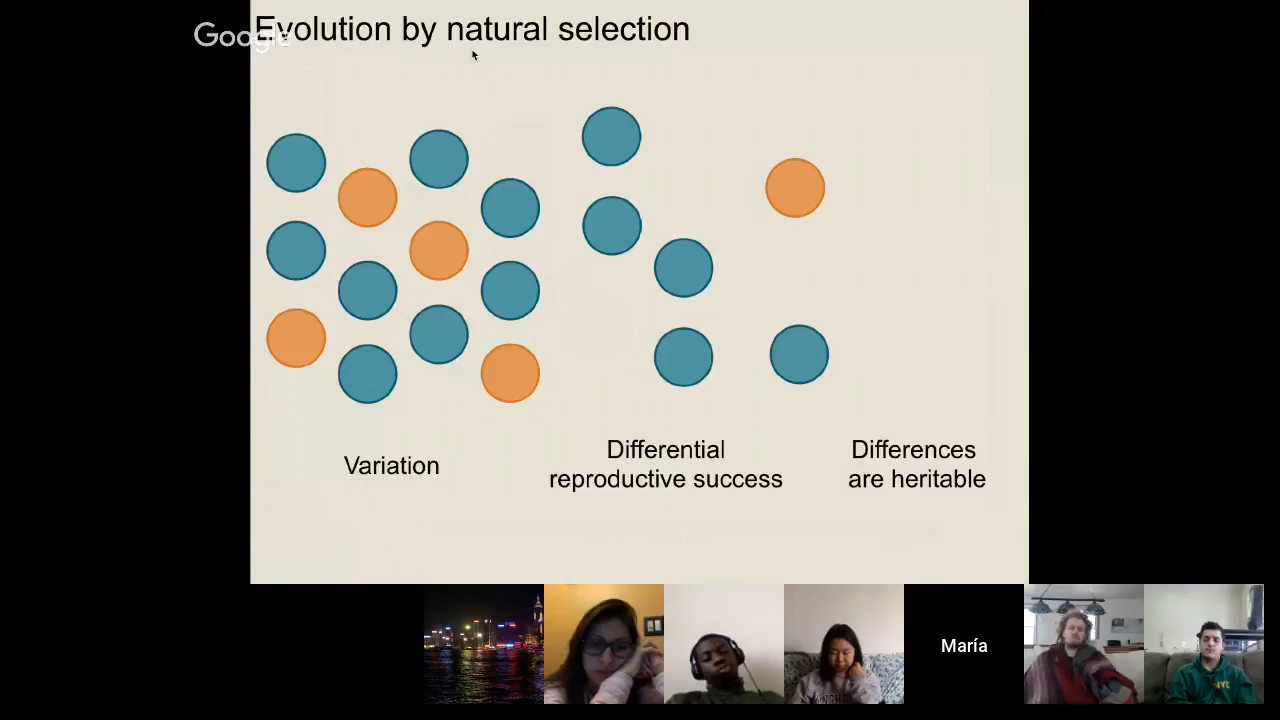 Google
Evolution by natural selection
Variation
Differential
reproductive success
Differences
are heritable
María